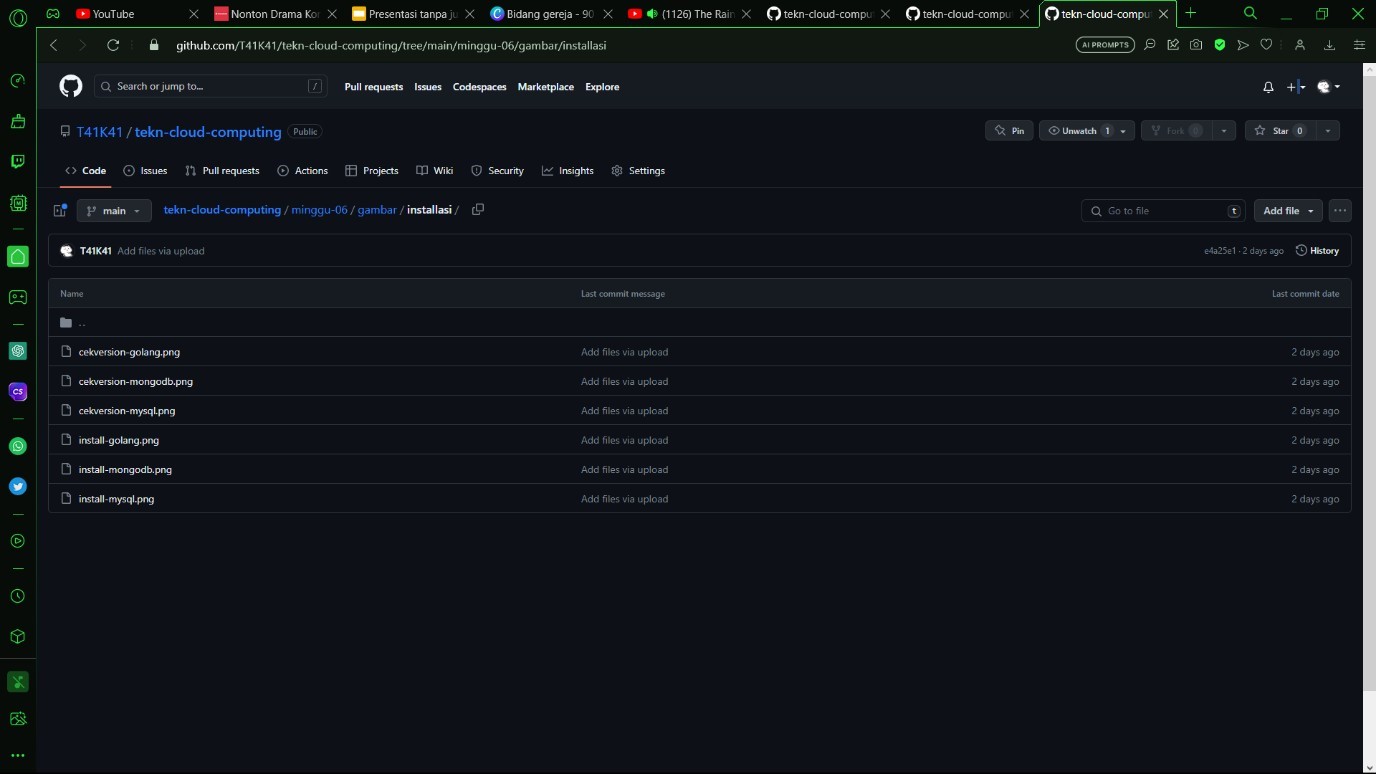 YouTube
Nonton Drama Ko
Presentasi tanpa ju
Bidang gereja - 90
(1126) The Rain
tekn-cloud-comput
tekn-cloud-comput
tekn-cloud-comput
github.com/T41K41/tekn-cloud-computing/tree/main/minggu-06/gambar/installasi
AI PROMPTS
Search or jump to...
/
Pull requests
Issues
Codespaces
Marketplace
Explore
T41K41 / tekn-cloud-computing
Public
Pin
Unwatch 1
Fork 0
Star 0
Code
Issues
Pull requests
Actions
Projects
Wiki
Security
Insights
Settings
main
tekn-cloud-computing / minggu-06 / gambar / installasi /
Go to file
t
Add file
T41K41 Add files via upload
e4a25e1 · 2 days ago
History
Name
Last commit message
Last commit date
..
cekversion-golang.png
Add files via upload
2 days ago
cekversion-mongodb.png
Add files via upload
2 days ago
cekversion-mysql.png
Add files via upload
2 days ago
install-golang.png
Add files via upload
2 days ago
install-mongodb.png
Add files via upload
2 days ago
install-mysql.png
Add files via upload
2 days ago
CS